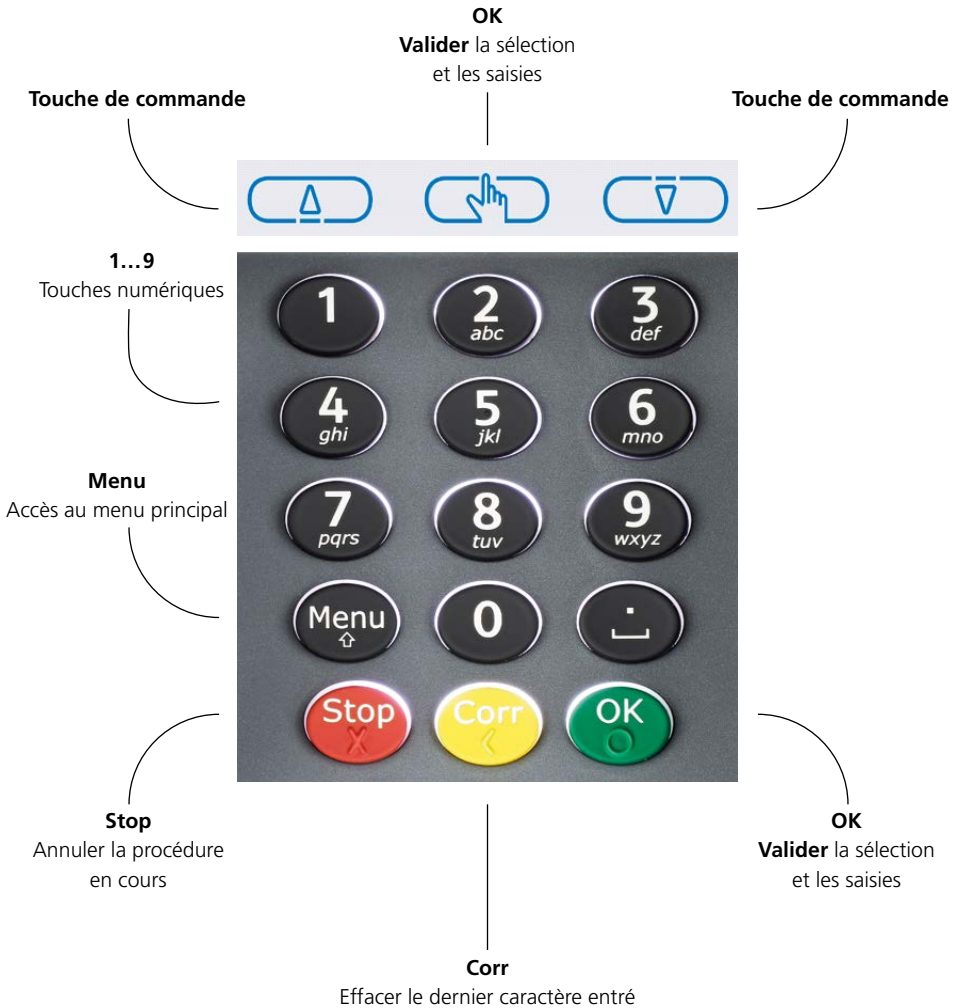 OK
Valider la sélection
et les saisies
Touche de commande
Touche de commande
1...9
Touches numériques
1
2
abc
3
def
4
ghi
5
jkl
6
mno
Menu
Accès au menu principal
7
pqrs
8
tuv
9
wxyz
Menu
0
.
Stop
Corr
OK
Stop
Annuler la procédure
en cours
OK
Valider la sélection
et les saisies
Corr
Effacer le dernier caractère entré